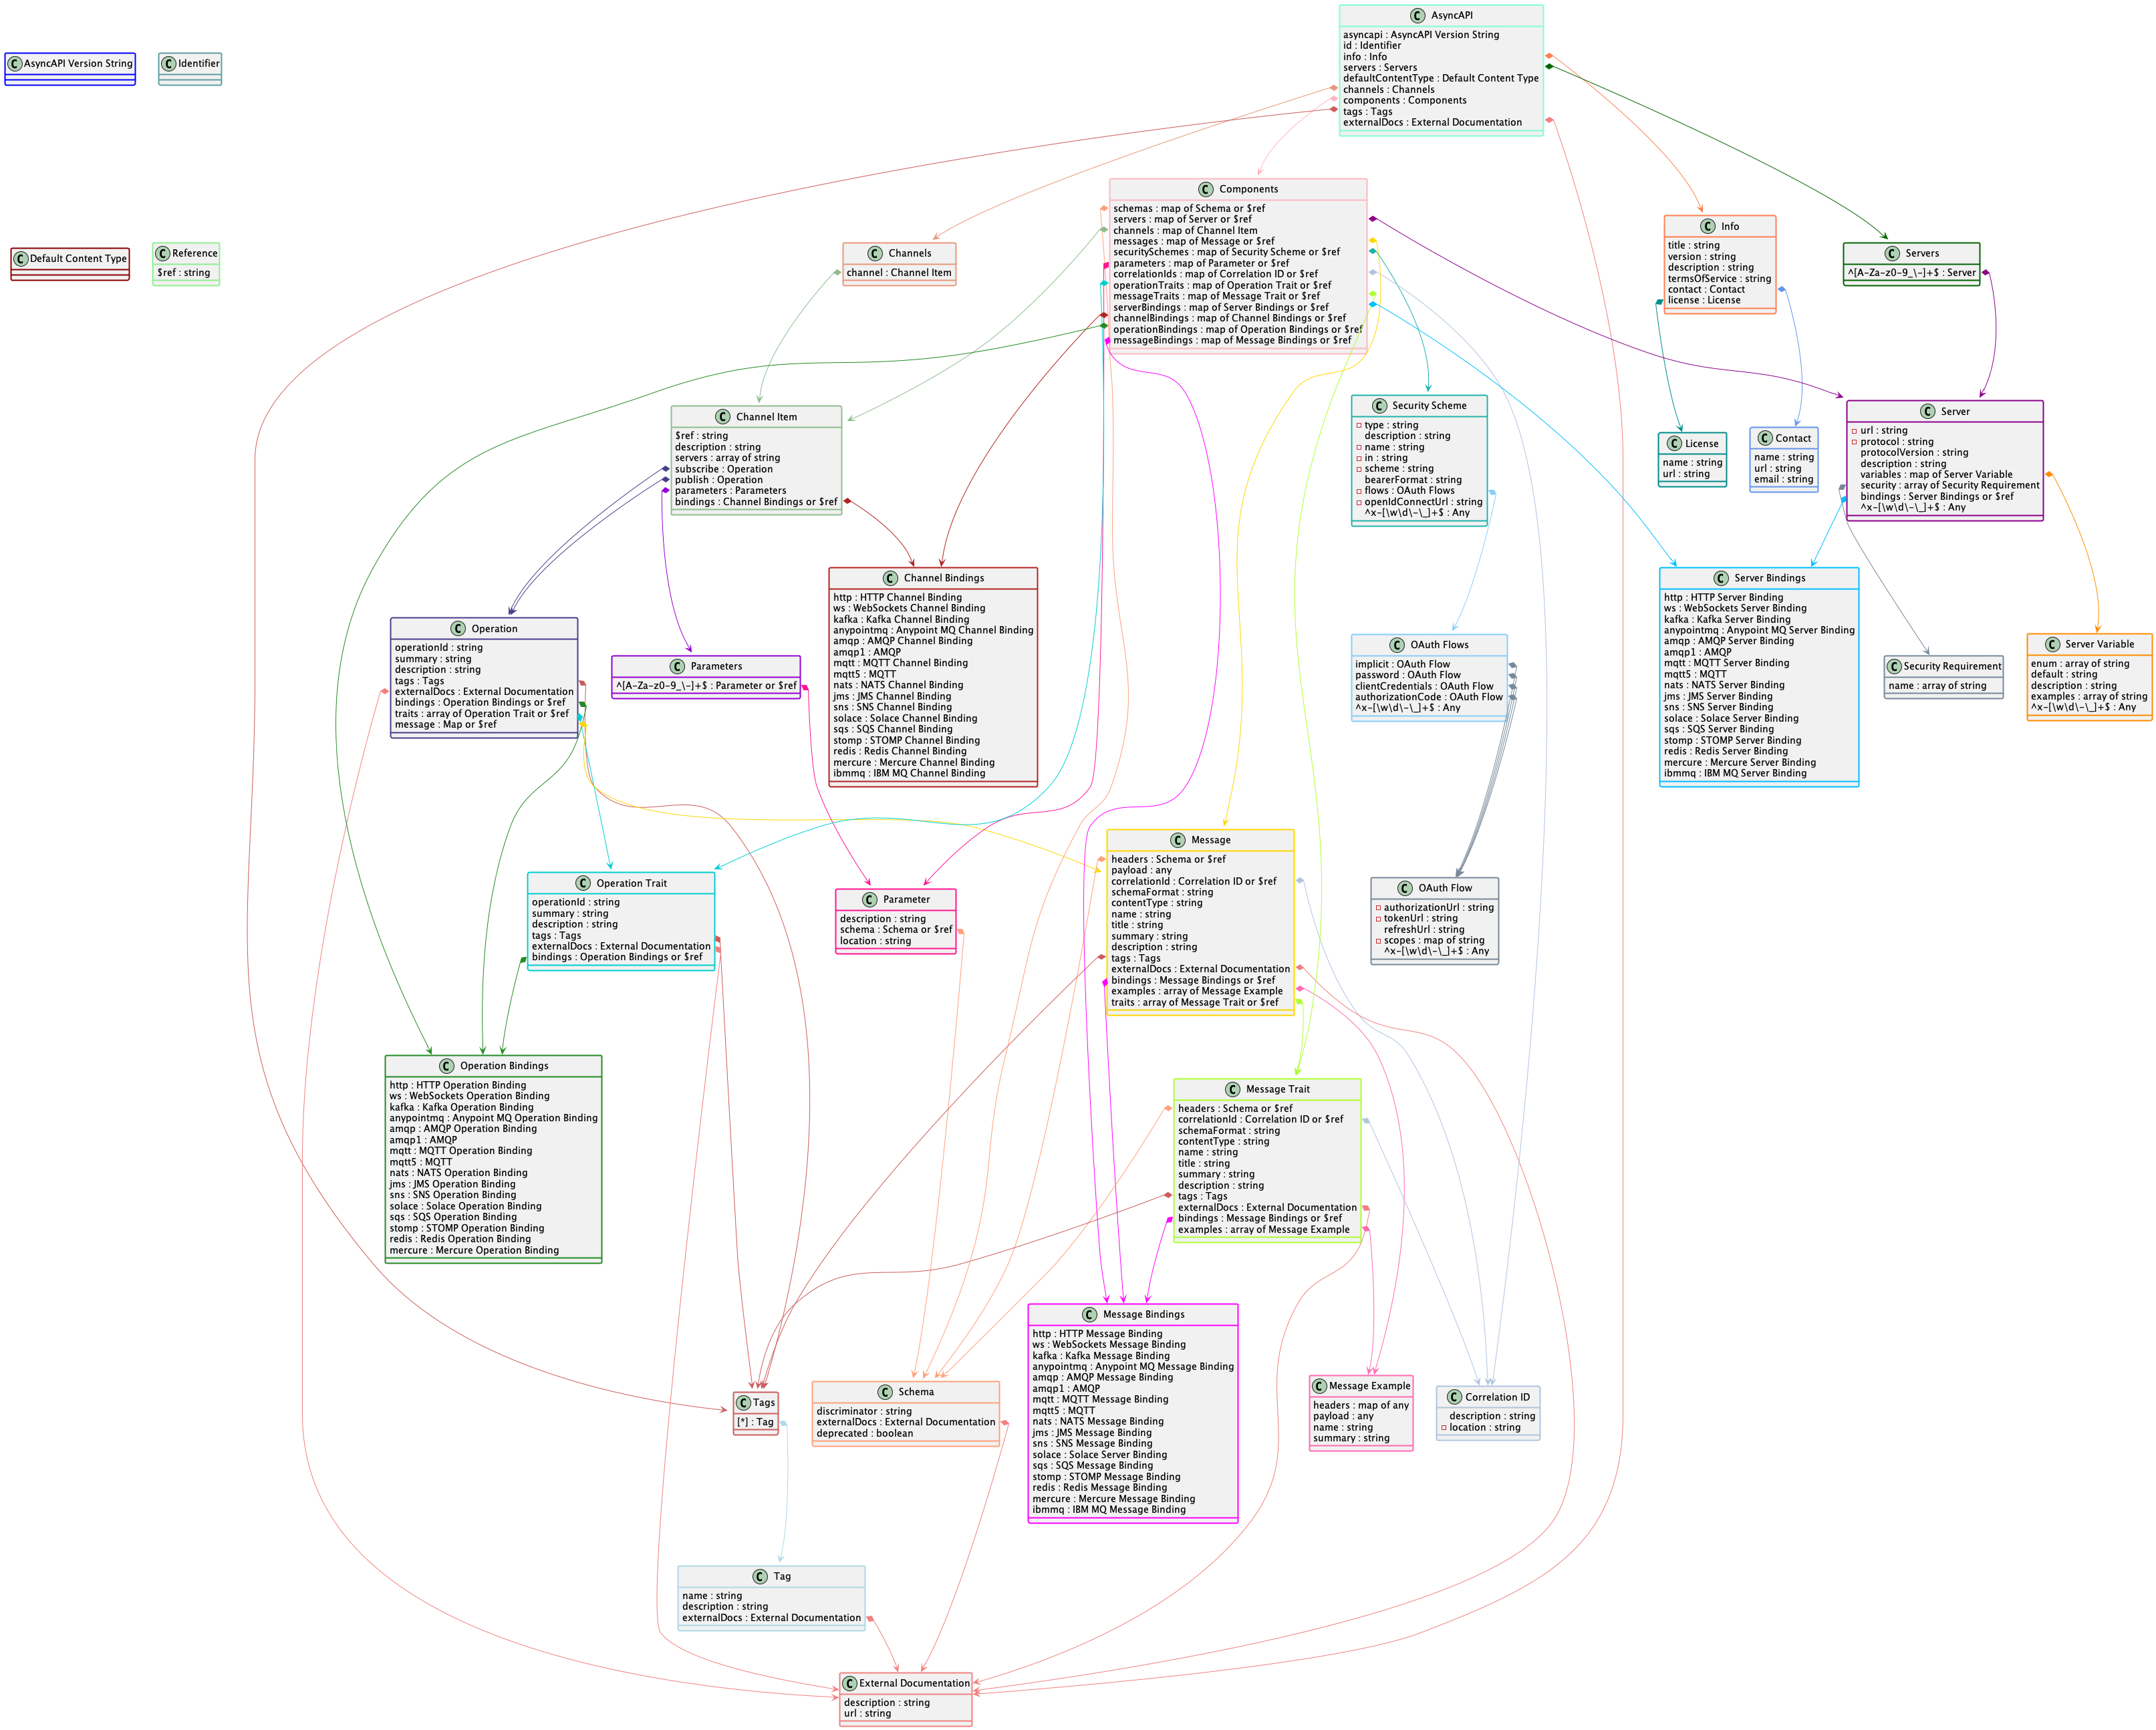 C AsyncAPI
asyncapi : AsyncAPI Version String
id : Identifier
info : Info
servers : Servers
defaultContentType : Default Content Type
channels : Channels
components : Components
tags : Tags
externalDocs : External Documentation
C AsyncAPI Version String
C Identifier
C Components
schemas : map of Schema or $ref
servers : map of Server or $ref
channels : map of Channel Item
messages : map of Message or $ref
securitySchemes : map of Security Scheme or $ref
parameters : map of Parameter or $ref
correlationIds : map of Correlation ID or $ref
operationTraits : map of Operation Trait or $ref
messageTraits : map of Message Trait or $ref
serverBindings : map of Server Bindings or $ref
channelBindings : map of Channel Bindings or $ref
operationBindings : map of Operation Bindings or $ref
messageBindings : map of Message Bindings or $ref
C Info
title : string
version : string
description : string
termsOfService : string
contact : Contact
license : License
C Default Content Type
C Reference
$ref : string
C Channels
channel : Channel Item
C Servers
^[A-Za-z0-9_\-]+$ : Server
C Channel Item
$ref : string
description : string
servers : array of string
subscribe : Operation
publish : Operation
parameters : Parameters
bindings : Channel Bindings or $ref
C Security Scheme
type : string
description : string
name : string
in : string
scheme : string
bearerFormat : string
flows : OAuth Flows
openIdConnectUrl : string
^x-[\w\d\-\_]+$ : Any
C License
name : string
url : string
C Contact
name : string
url : string
email : string
C Server
url : string
protocol : string
protocolVersion : string
description : string
variables : map of Server Variable
security : array of Security Requirement
bindings : Server Bindings or $ref
^x-[\w\d\-\_]+$ : Any
C Operation
operationId : string
summary : string
description : string
tags : Tags
externalDocs : External Documentation
bindings : Operation Bindings or $ref
traits : array of Operation Trait or $ref
message : Map or $ref
C Parameters
^[A-Za-z0-9_\-]+$ : Parameter or $ref
C Channel Bindings
http : HTTP Channel Binding
ws : WebSockets Channel Binding
kafka : Kafka Channel Binding
anypointmq : Anypoint MQ Channel Binding
amqp : AMQP Channel Binding
amqp1 : AMQP
mqtt : MQTT Channel Binding
mqtt5 : MQTT
nats : NATS Channel Binding
jms : JMS Channel Binding
sns : SNS Channel Binding
solace : Solace Channel Binding
sqs : SQS Channel Binding
stomp : STOMP Channel Binding
redis : Redis Channel Binding
mercure : Mercure Channel Binding
ibmmq : IBM MQ Channel Binding
C OAuth Flows
implicit : OAuth Flow
password : OAuth Flow
clientCredentials : OAuth Flow
authorizationCode : OAuth Flow
^x-[\w\d\-\_]+$ : Any
C Server Bindings
http : HTTP Server Binding
ws : WebSockets Server Binding
kafka : Kafka Server Binding
anypointmq : Anypoint MQ Server Binding
amqp : AMQP Server Binding
amqp1 : AMQP
mqtt : MQTT Server Binding
mqtt5 : MQTT
nats : NATS Server Binding
jms : JMS Server Binding
sns : SNS Server Binding
solace : Solace Server Binding
sqs : SQS Server Binding
stomp : STOMP Server Binding
redis : Redis Server Binding
mercure : Mercure Server Binding
ibmmq : IBM MQ Server Binding
C Security Requirement
name : array of string
C Server Variable
enum : array of string
default : string
description : string
examples : array of string
^x-[\w\d\-\_]+$ : Any
C Operation Trait
operationId : string
summary : string
description : string
tags : Tags
externalDocs : External Documentation
bindings : Operation Bindings or $ref
C Parameter
description : string
schema : Schema or $ref
location : string
C Message
headers : Schema or $ref
payload : any
correlationId : Correlation ID or $ref
schemaFormat : string
contentType : string
name : string
title : string
summary : string
description : string
tags : Tags
externalDocs : External Documentation
bindings : Message Bindings or $ref
examples : array of Message Example
traits : array of Message Trait or $ref
C OAuth Flow
authorizationUrl : string
tokenUrl : string
refreshUrl : string
scopes : map of string
^x-[\w\d\-\_]+$ : Any
C Operation Bindings
http : HTTP Operation Binding
ws : WebSockets Operation Binding
kafka : Kafka Operation Binding
anypointmq : Anypoint MQ Operation Binding
amqp : AMQP Operation Binding
amqp1 : AMQP
mqtt : MQTT Operation Binding
mqtt5 : MQTT
nats : NATS Operation Binding
jms : JMS Operation Binding
sns : SNS Operation Binding
solace : Solace Operation Binding
sqs : SQS Operation Binding
stomp : STOMP Operation Binding
redis : Redis Operation Binding
mercure : Mercure Operation Binding
C Message Trait
headers : Schema or $ref
correlationId : Correlation ID or $ref
schemaFormat : string
contentType : string
name : string
title : string
summary : string
description : string
tags : Tags
externalDocs : External Documentation
bindings : Message Bindings or $ref
examples : array of Message Example
C Tags
[*] : Tag
C Schema
discriminator : string
externalDocs : External Documentation
deprecated : boolean
C Message Bindings
http : HTTP Message Binding
ws : WebSockets Message Binding
kafka : Kafka Message Binding
anypointmq : Anypoint MQ Message Binding
amqp : AMQP Message Binding
amqp1 : AMQP
mqtt : MQTT Message Binding
mqtt5 : MQTT
nats : NATS Message Binding
jms : JMS Message Binding
sns : SNS Message Binding
solace : Solace Server Binding
sqs : SQS Message Binding
stomp : STOMP Message Binding
redis : Redis Message Binding
mercure : Mercure Message Binding
ibmmq : IBM MQ Message Binding
C Message Example
headers : map of any
payload : any
name : string
summary : string
C Correlation ID
description : string
location : string
C Tag
name : string
description : string
externalDocs : External Documentation
C External Documentation
description : string
url : string